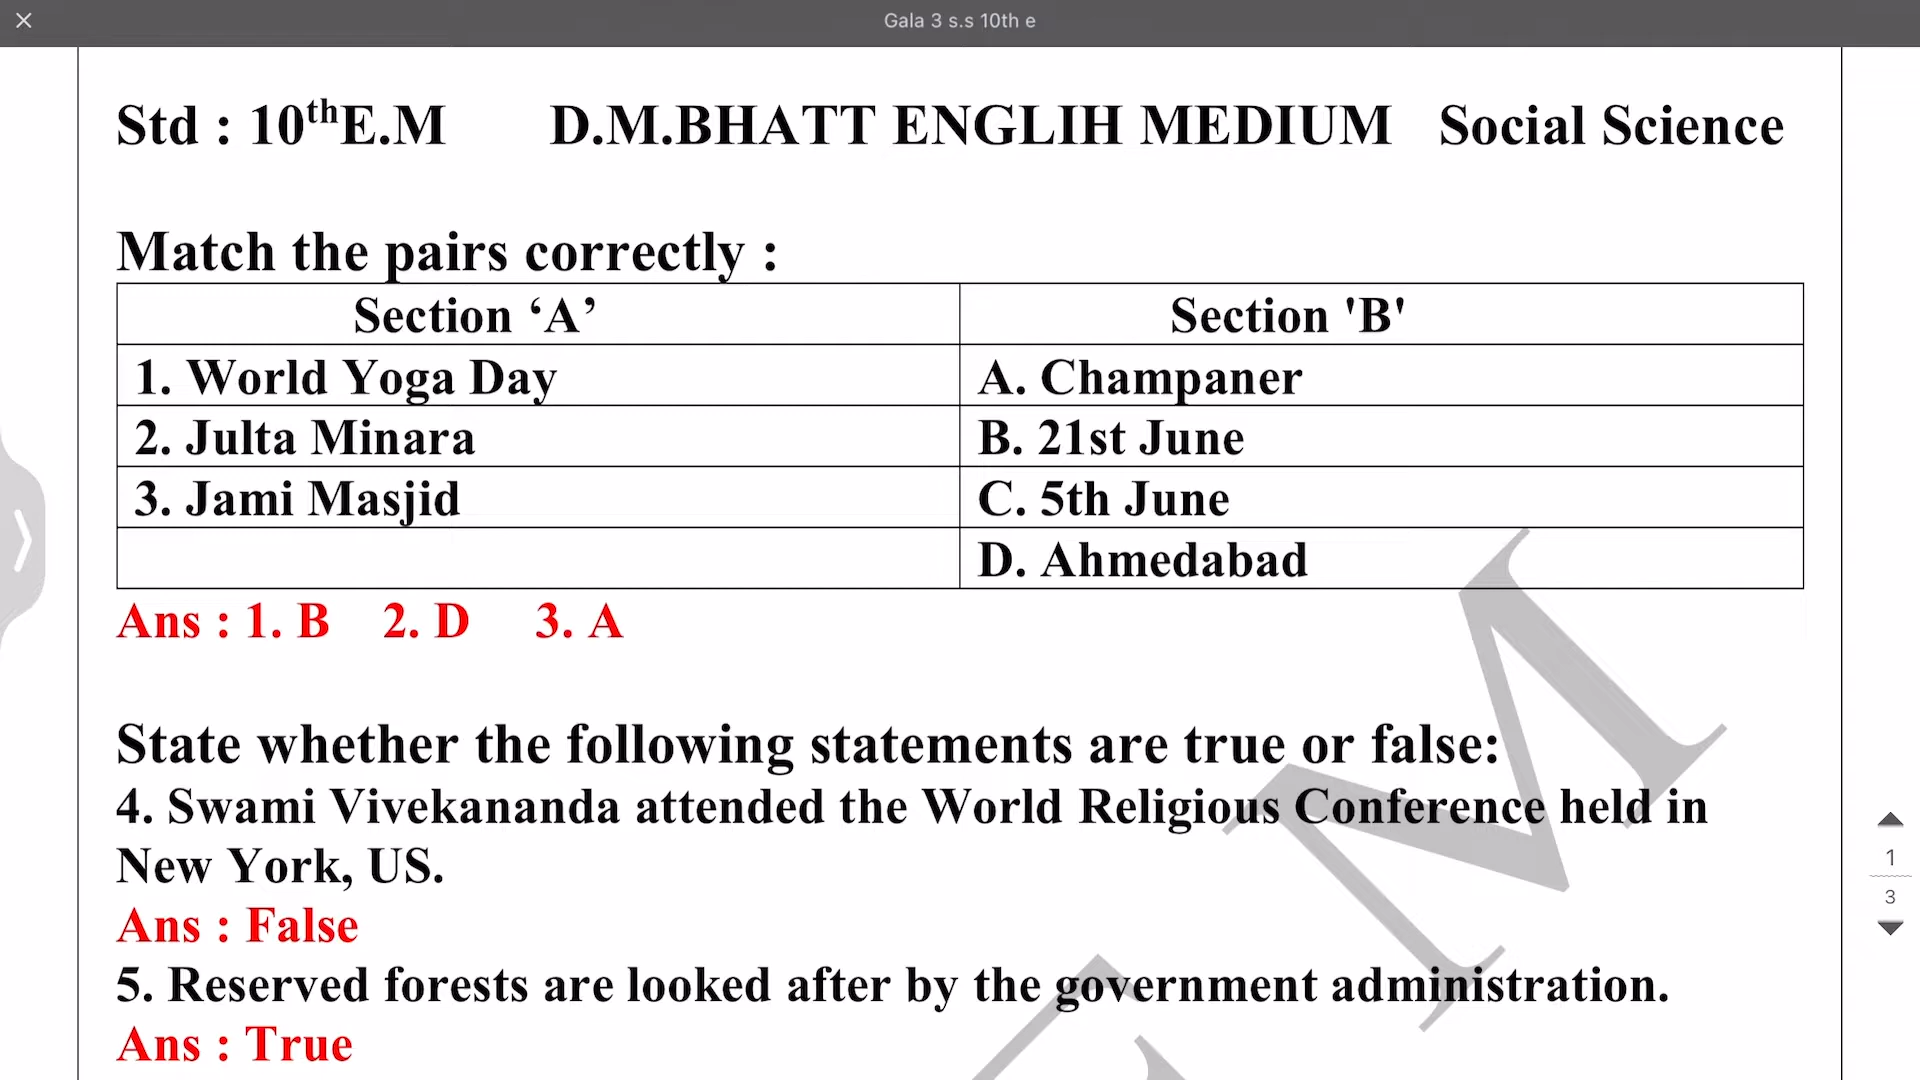 Gala 3 s.s 10th e
Std : 10thE.M D.M.BHATT ENGLIH MEDIUM Social Science
Match the pairs correctly :
Section ‘A’ Section 'B'
1. World Yoga Day A. Champaner
2. Julta Minara B. 21st June
3. Jami Masjid C. 5th June
D. Ahmedabad
Ans : 1. B 2. D 3. A
State whether the following statements are true or false:
4. Swami Vivekananda attended the World Religious Conference held in
New York, US.
Ans : False
5. Reserved forests are looked after by the government administration.
Ans : True
1
3
M